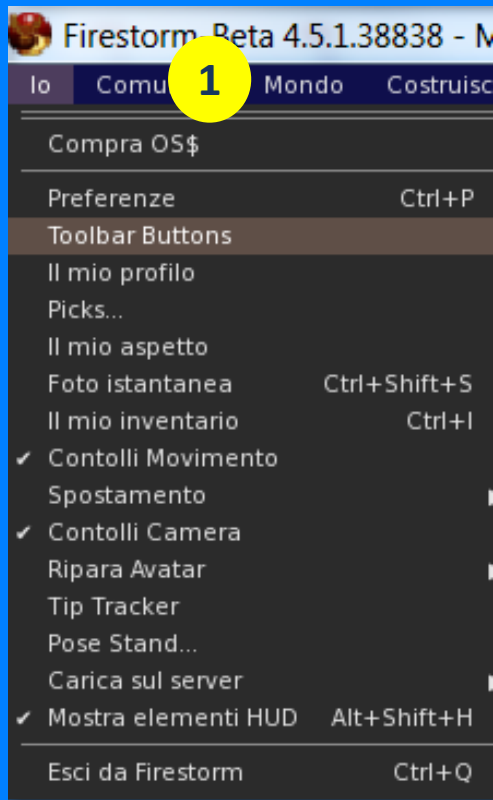 Firestorm-Beta 4.5.1.38838 - M
Io Comu 1 Mondo Costruisc
Compra OS$
Preferenze Ctrl+P
Toolbar Buttons
Il mio profilo
Picks...
Il mio aspetto
Foto istantanea Ctrl+Shift+S
Il mio inventario Ctrl+I
✔ Contolli Movimento
Spostamento
✔ Contolli Camera
Ripara Avatar
Tip Tracker
Pose Stand...
Carica sul server
✔ Mostra elementi HUD Alt+Shift+H
Esci da Firestorm Ctrl+Q